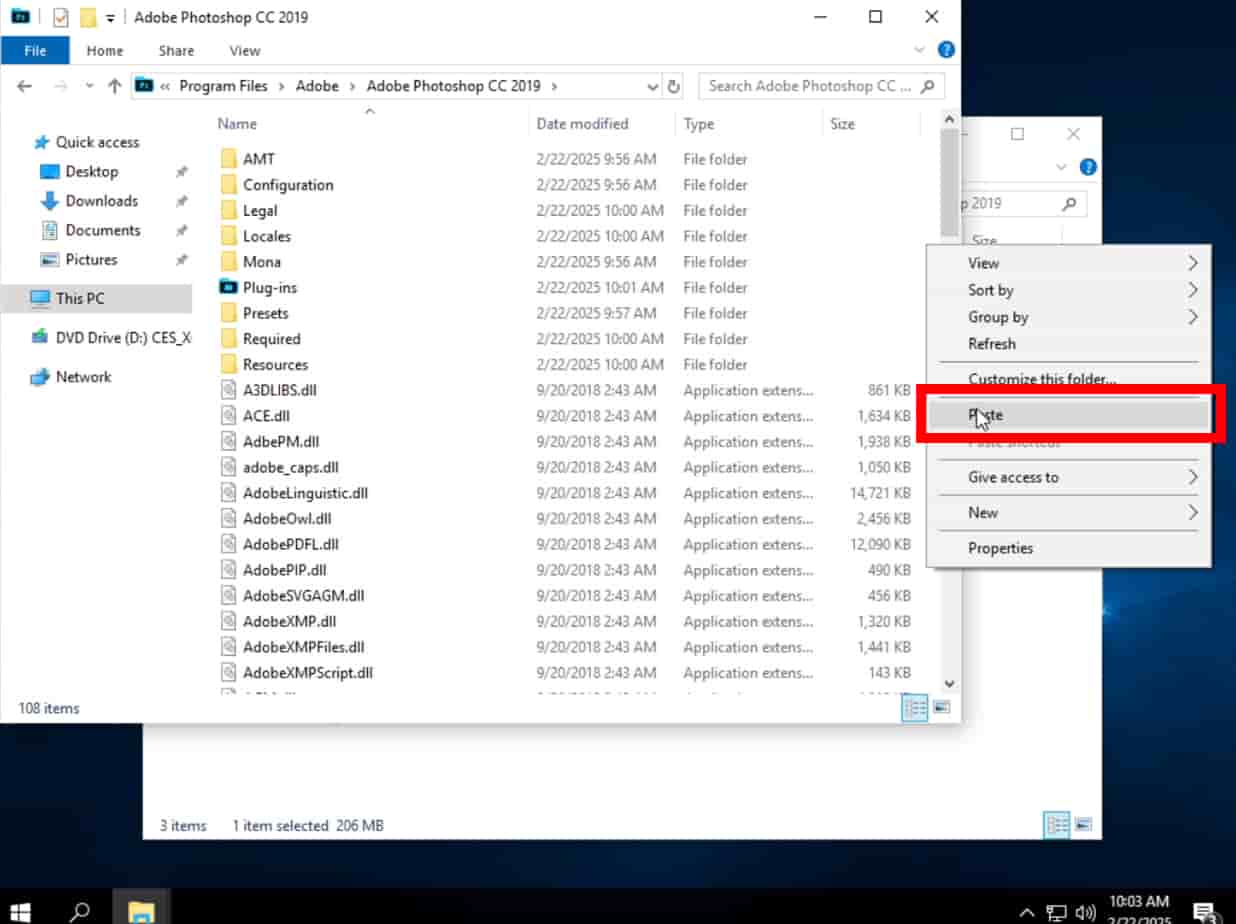 Adobe Photoshop CC 2019
File Home Share View
« Program Files > Adobe > Adobe Photoshop CC 2019 >
Search Adobe Photoshop CC ...
Name Date modified Type Size
Quick access
Desktop
Downloads
Documents
Pictures
This PC
DVD Drive (D:) CES_X
Network
AMT 2/22/2025 9:56 AM File folder
Configuration 2/22/2025 9:56 AM File folder
Legal 2/22/2025 10:00 AM File folder
Locales 2/22/2025 10:00 AM File folder
Mona 2/22/2025 9:56 AM File folder
Plug-ins 2/22/2025 10:01 AM File folder
Presets 2/22/2025 9:57 AM File folder
Required 2/22/2025 10:00 AM File folder
Resources 2/22/2025 10:00 AM File folder
A3DLIBS.dll 9/20/2018 2:43 AM Application extens... 861 KB
ACE.dll 9/20/2018 2:43 AM Application extens... 1,634 KB
AdbePM.dll 9/20/2018 2:43 AM Application extens... 1,938 KB
adobe_caps.dll 9/20/2018 2:43 AM Application extens... 1,050 KB
AdobeLinguistic.dll 9/20/2018 2:43 AM Application extens... 14,721 KB
AdobeOwl.dll 9/20/2018 2:43 AM Application extens... 2,456 KB
AdobePDFL.dll 9/20/2018 2:43 AM Application extens... 12,090 KB
AdobePIP.dll 9/20/2018 2:43 AM Application extens... 490 KB
AdobeSVGAGM.dll 9/20/2018 2:43 AM Application extens... 456 KB
AdobeXMP.dll 9/20/2018 2:43 AM Application extens... 1,320 KB
AdobeXMPFiles.dll 9/20/2018 2:43 AM Application extens... 1,441 KB
AdobeXMPScript.dll 9/20/2018 2:43 AM Application extens... 143 KB
108 items
2019
Size
View
Sort by
Group by
Refresh
Customize this folder...
Paste
Paste shortcut
Give access to
New
Properties
3 items 1 item selected 206 MB
10:03 AM
2/22/2025